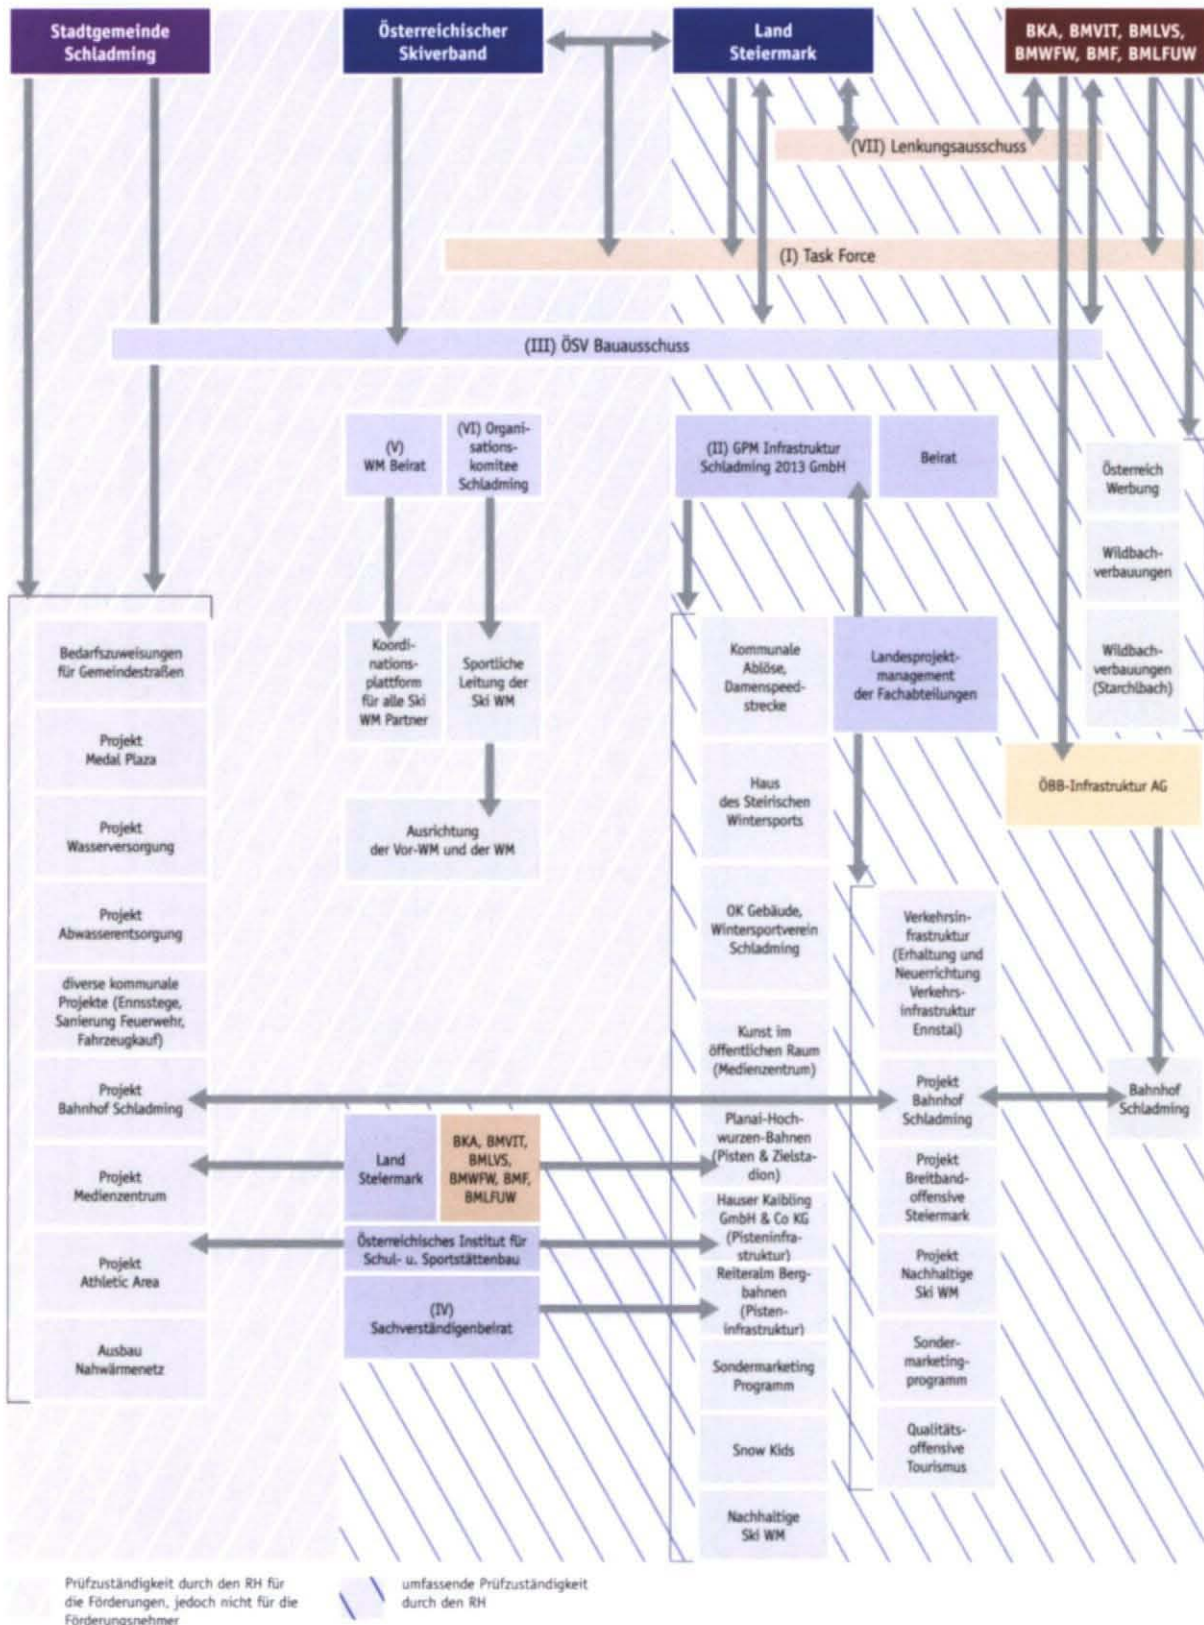 Stadtgemeinde
Schladming
Österreichischer
Skiverband
Land
Steiermark
BKA, BMVIT, BMLVS,
BMWFW, BMF, BMLFUW
(VII) Lenkungsausschuss
(I) Task Force
(III) ÖSV Bauausschuss
(V)
WM Beirat
(VI) Organi-
sations-
komitee
Schladming
(II) GPM Infrastruktur
Schladming 2013 GmbH
Beirat
Österreich
Werbung
Wildbach-
verbauungen
Wildbach-
verbauungen
(Starchlbach)
Bedarfszuweisungen
für Gemeindestraßen
Projekt
Medal Plaza
Projekt
Wasserversorgung
Projekt
Abwasserentsorgung
diverse kommunale
Projekte (Ennsstege,
Sanierung Feuerwehr,
Fahrzeugkauf)
Projekt
Bahnhof Schladming
Projekt
Medienzentrum
Projekt
Athletic Area
Ausbau
Nahwärmenetz
Koordi-
nations-
plattform
für alle Ski
WM Partner
Sportliche
Leitung der
Ski WM
Ausrichtung
der Vor-WM und der WM
Land
Steiermark
BKA, BMVIT,
BMLVS,
BMWFW, BMF,
BMLFUW
Österreichisches Institut für
Schul- u. Sportstättenbau
(IV)
Sachverständigenbeirat
Kommunale
Ablöse,
Damenspeed-
strecke
Haus
des Steirischen
Wintersports
OK Gebäude,
Wintersportverein
Schladming
Kunst im
öffentlichen Raum
(Medienzentrum)
Planai-Hoch-
wurzen-Bahnen
(Pisten & Zielsta-
dion)
Hauser Kaibling
GmbH & Co KG
(Pisteninfra-
struktur)
Reiteralm Berg-
bahnen
(Pisten-
infrastruktur)
Sondermarketing
Programm
Snow Kids
Nachhaltige
Ski WM
Landesprojekt-
management
der Fachabteilungen
Verkehrsin-
frastruktur
(Erhaltung und
Neuerrichtung
Verkehrs-
infrastruktur
Ennstal)
Projekt
Bahnhof
Schladming
Projekt
Breitband-
offensive
Steiermark
Projekt
Nachhaltige
Ski WM
Sonder-
marketing-
programm
Qualitäts-
offensive
Tourismus
ÖBB-Infrastruktur AG
Bahnhof
Schladming
Prüfzuständigkeit durch den RH für
die Förderungen, jedoch nicht für die
Förderungsnehmer
umfassende Prüfzuständigkeit
durch den RH